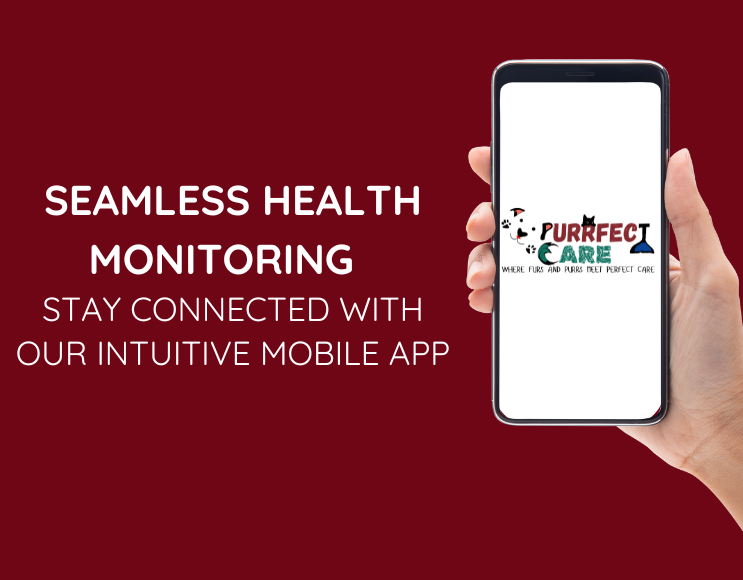 SEAMLESS HEALTH
MONITORING
STAY CONNECTED WITH
OUR INTUITIVE MOBILE APP
PURRFECT
CARE
WHERE FURS AND PURRS MEET PERFECT CARE